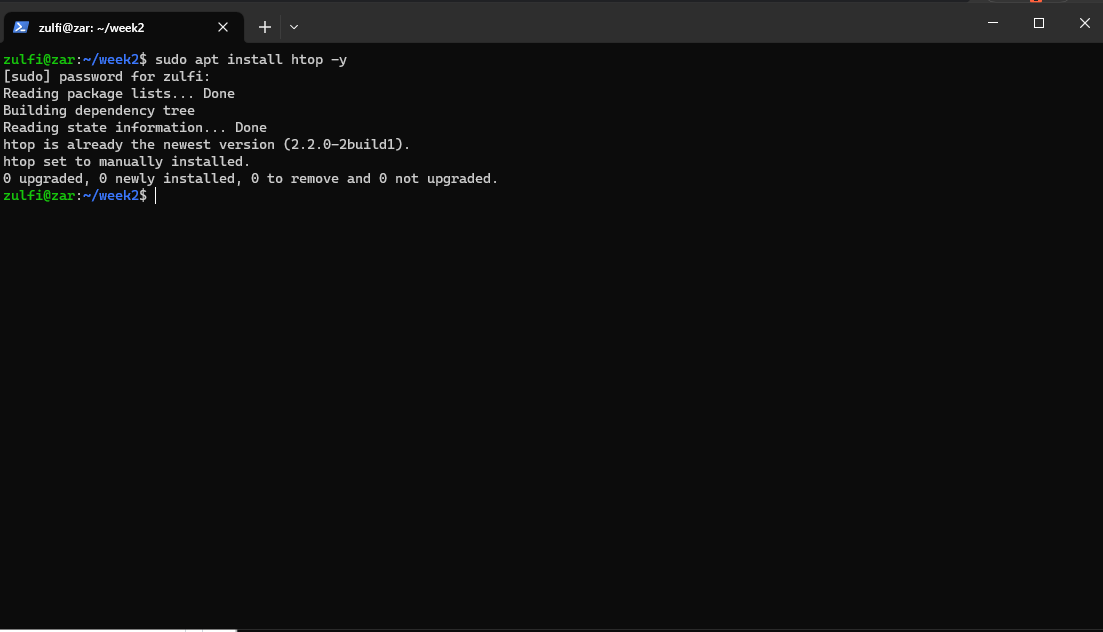 zulfi@zar: ~/week2
zulfi@zar:~/week2$ sudo apt install htop -y
[sudo] password for zulfi:
Reading package lists... Done
Building dependency tree
Reading state information... Done
htop is already the newest version (2.2.0-2build1).
htop set to manually installed.
0 upgraded, 0 newly installed, 0 to remove and 0 not upgraded.
zulfi@zar:~/week2$